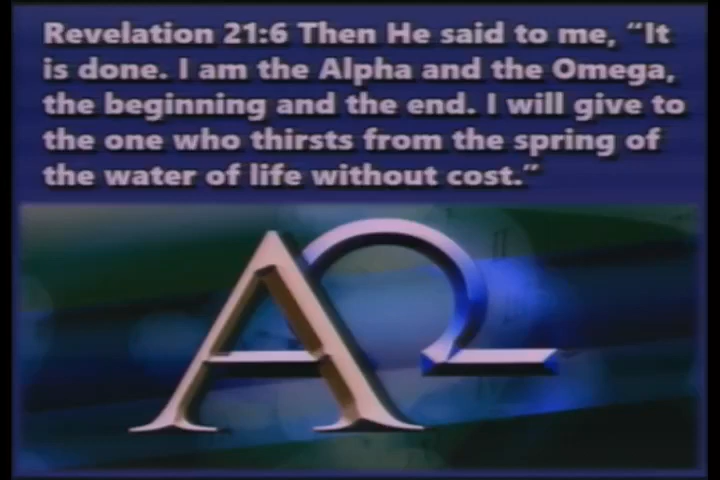 Revelation 21:6 Then He said to me, “It
is done. I am the Alpha and the Omega,
the beginning and the end. I will give to
the one who thirsts from the spring of
the water of life without cost.”
ΑΩ